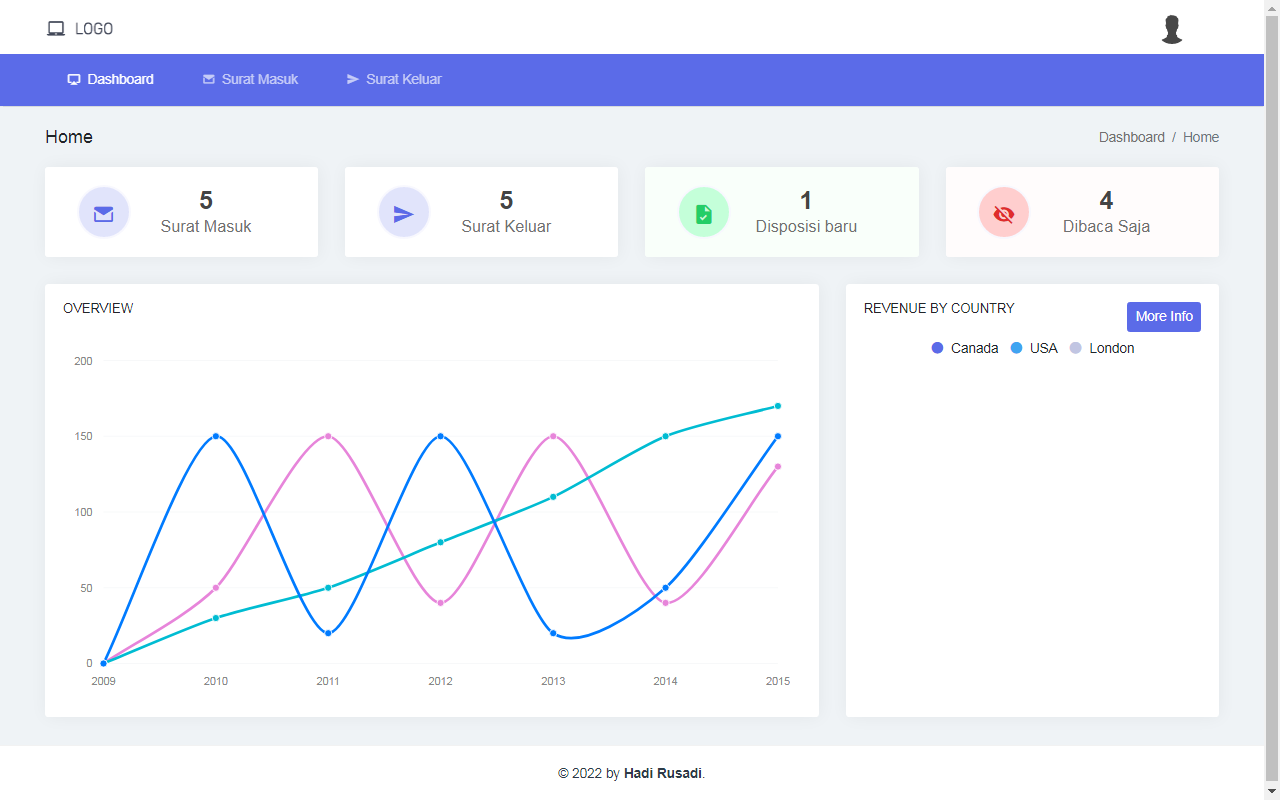 LOGO
Dashboard Surat Masuk Surat Keluar
Home
Dashboard / Home
5
Surat Masuk
5
Surat Keluar
1
Disposisi baru
4
Dibaca Saja
OVERVIEW
200
150
100
50
0
2009 2010 2011 2012 2013 2014 2015
REVENUE BY COUNTRY
More Info
Canada USA London
© 2022 by Hadi Rusadi.